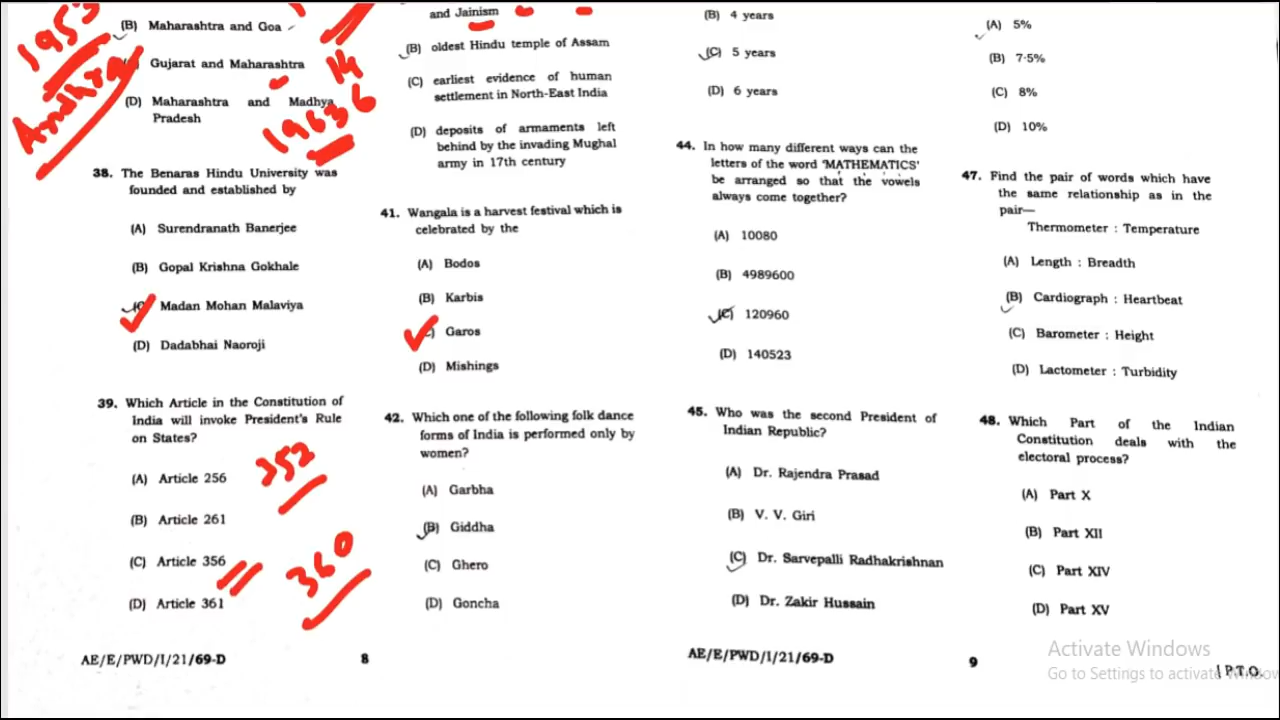 1953
Andhra
(B) Maharashtra and Goa
Gujarat and Maharashtra
(D) Maharashtra and Madhya
Pradesh
14
1963 6
38. The Benaras Hindu University was
founded and established by
(A) Surendranath Banerjee
(B) Gopal Krishna Gokhale
(C) Madan Mohan Malaviya
(D) Dadabhai Naoroji
39. Which Article in the Constitution of
India will invoke President's Rule
on States?
(A) Article 256
(B) Article 261
(C) Article 356
(D) Article 361
352
360
AE/E/PWD/I/21/69-D
8
and Jainism
(B) oldest Hindu temple of Assam
(C) earliest evidence of human
settlement in North-East India
(D) deposits of armaments left
behind by the invading Mughal
army in 17th century
41. Wangala is a harvest festival which is
celebrated by the
(A) Bodos
(B) Karbis
Garos
(D) Mishings
42. Which one of the following folk dance
forms of India is performed only by
women?
(A) Garbha
(B) Giddha
(C) Ghero
(D) Goncha
(B) 4 years
(C) 5 years
(D) 6 years
44. In how many different ways can the
letters of the word 'MATHEMATICS'
be arranged so that the vowels
always come together?
(A) 10080
(B) 4989600
(C) 120960
(D) 140523
45. Who was the second President of
Indian Republic?
(A) Dr. Rajendra Prasad
(B) V. V. Giri
(C) Dr. Sarvepalli Radhakrishnan
(D) Dr. Zakir Hussain
AE/E/PWD/I/21/69-D
9
(A) 5%
(B) 7·5%
(C) 8%
(D) 10%
47. Find the pair of words which have
the same relationship as in the
pair—
Thermometer : Temperature
(A) Length : Breadth
(B) Cardiograph : Heartbeat
(C) Barometer : Height
(D) Lactometer : Turbidity
48. Which Part of the Indian
Constitution deals with the
electoral process?
(A) Part X
(B) Part XII
(C) Part XIV
(D) Part XV
[ P.T.O.
Activate Windows
Go to Settings to activate Windows